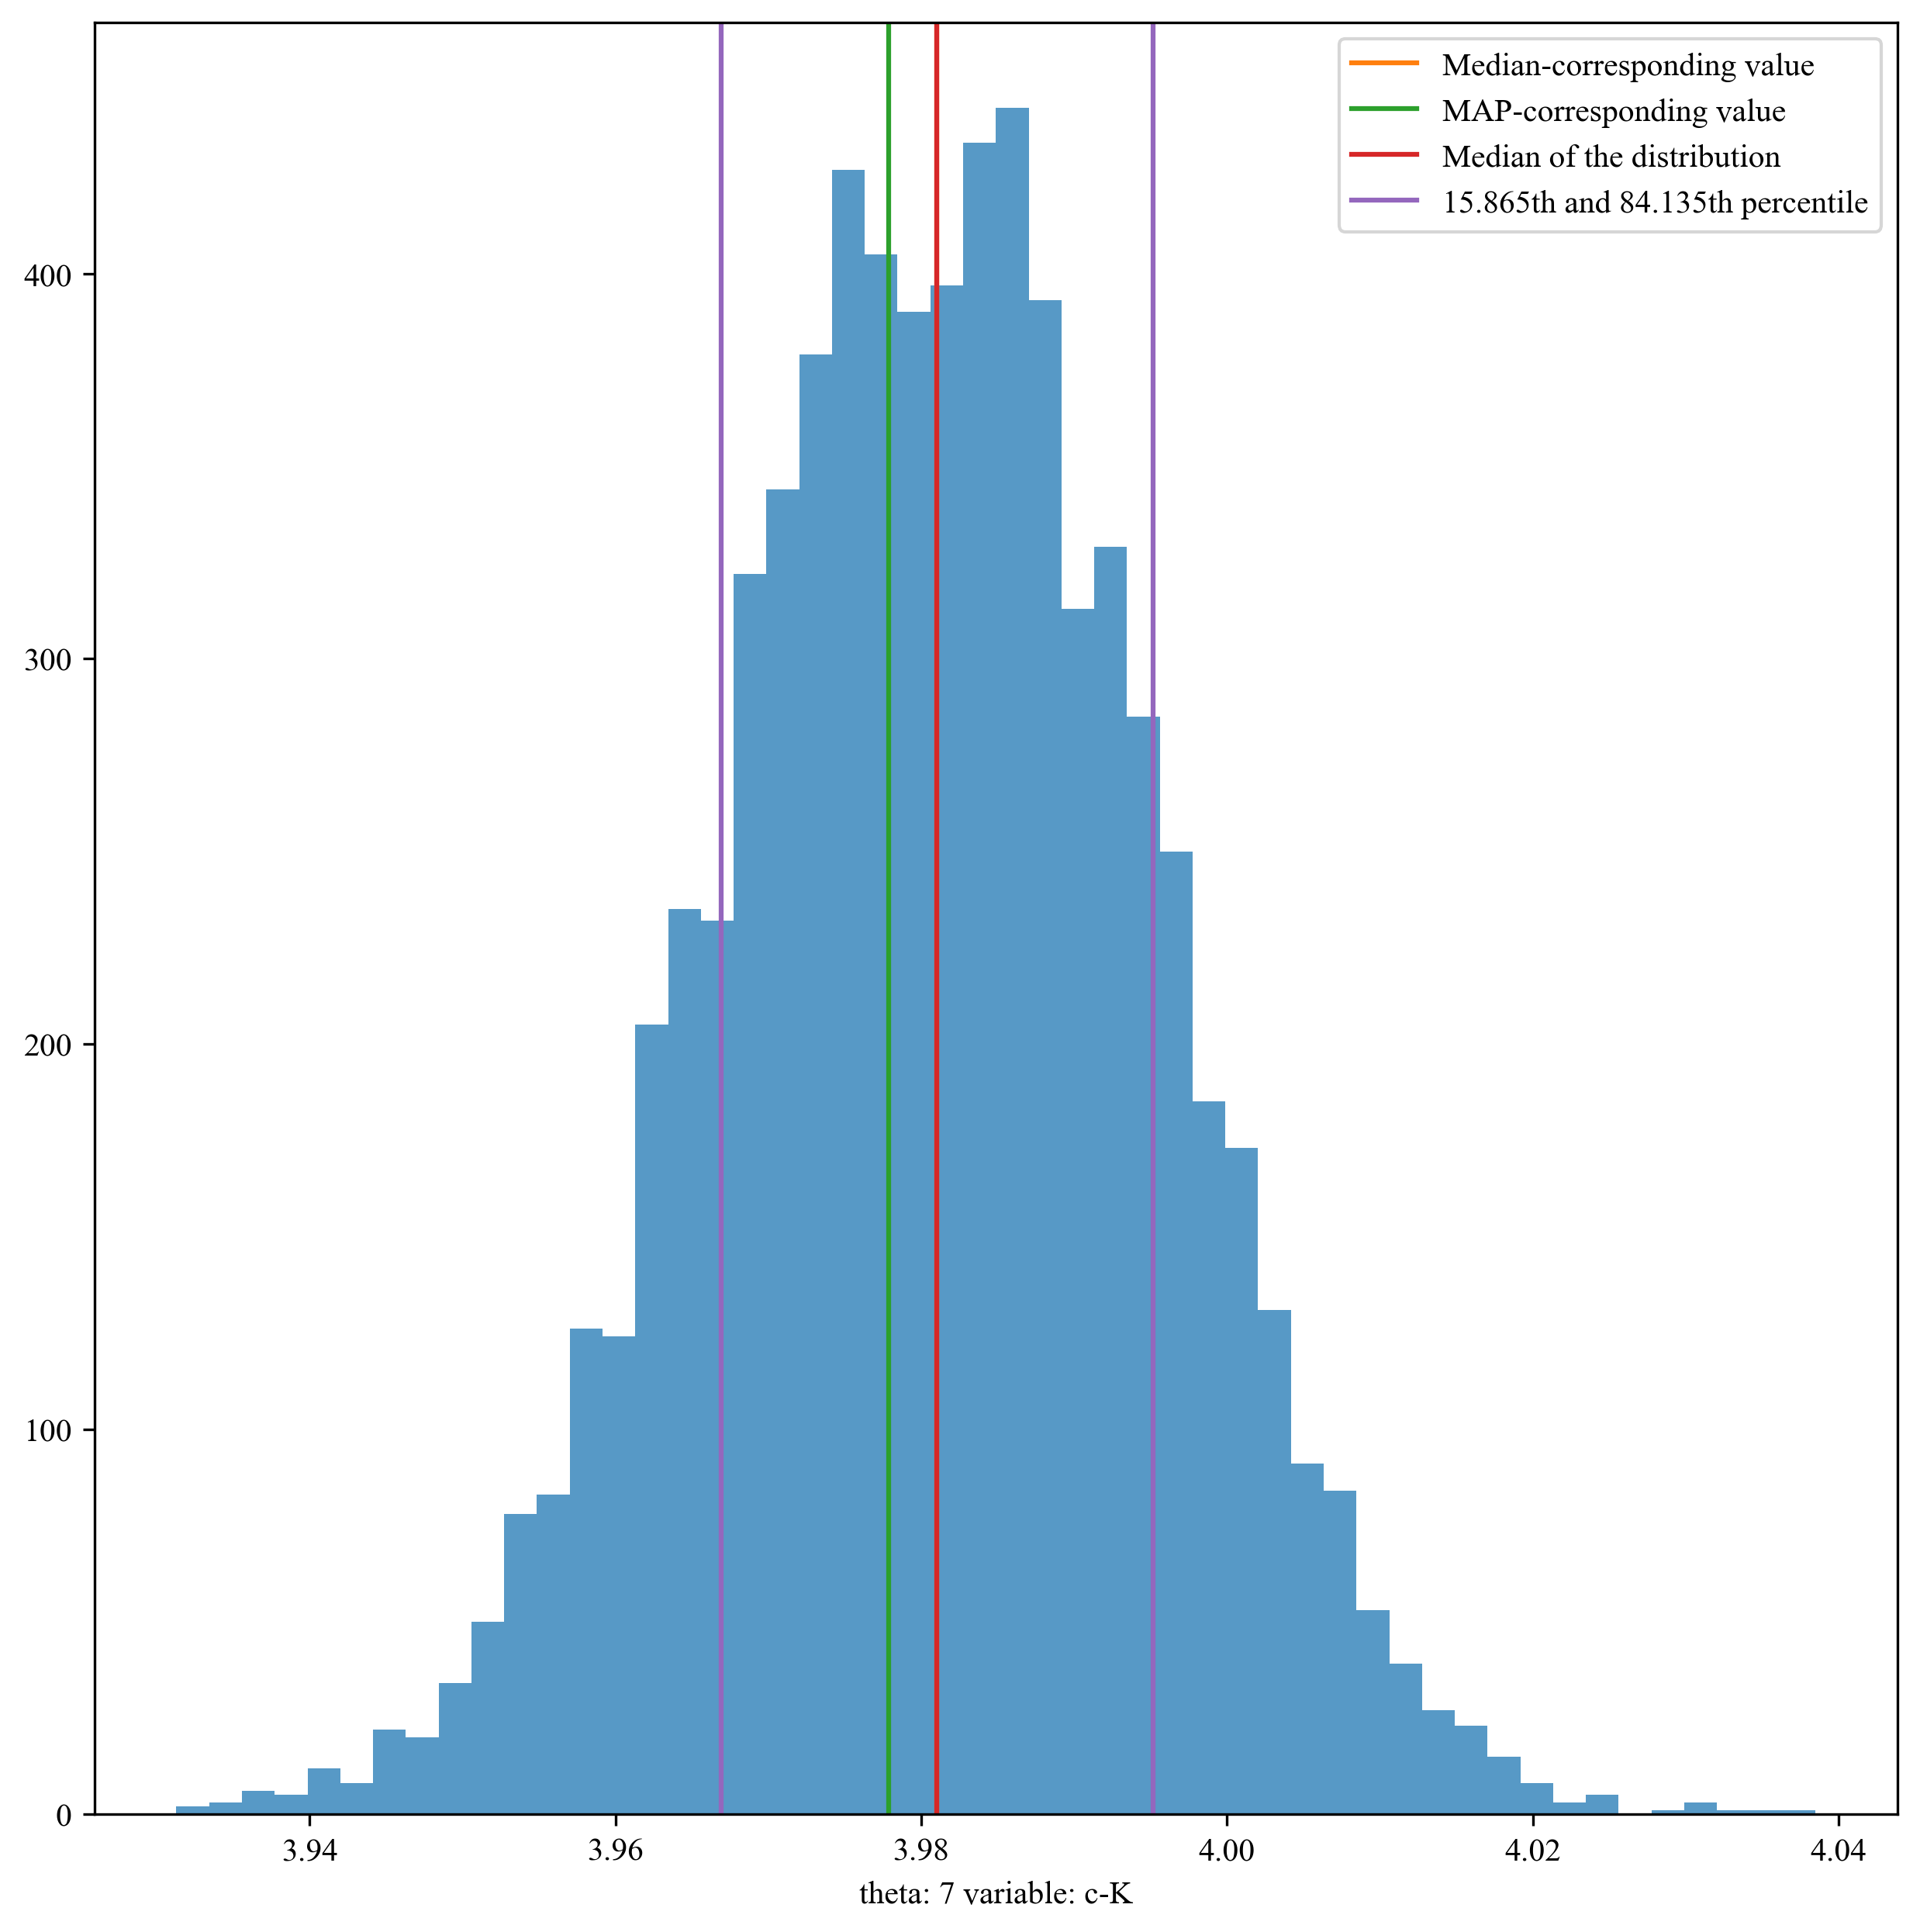 Median-corresponding value
MAP-corresponding value
Median of the distribution
15.865th and 84.135th percentile
400
300
200
100
0
3.94 3.96 3.98 4.00 4.02 4.04
theta: 7 variable: c-K